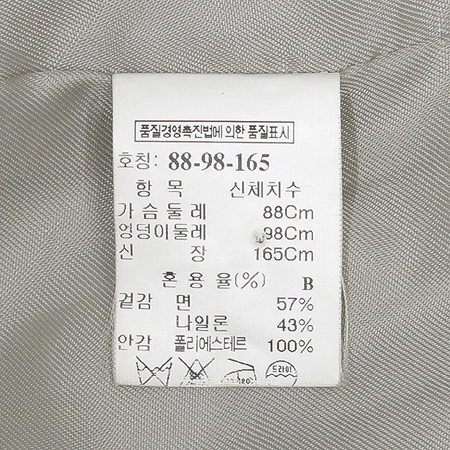 품질경영촉진법에 의한 품질표시
호칭: 88-98-165
항 목 신체치수
가 슴 둘 레 88Cm
엉덩이둘레 98Cm
신 장 165Cm
혼 용 율(%) B
겉감 면 57%
나일론 43%
안감 폴리에스테르 100%
드라이